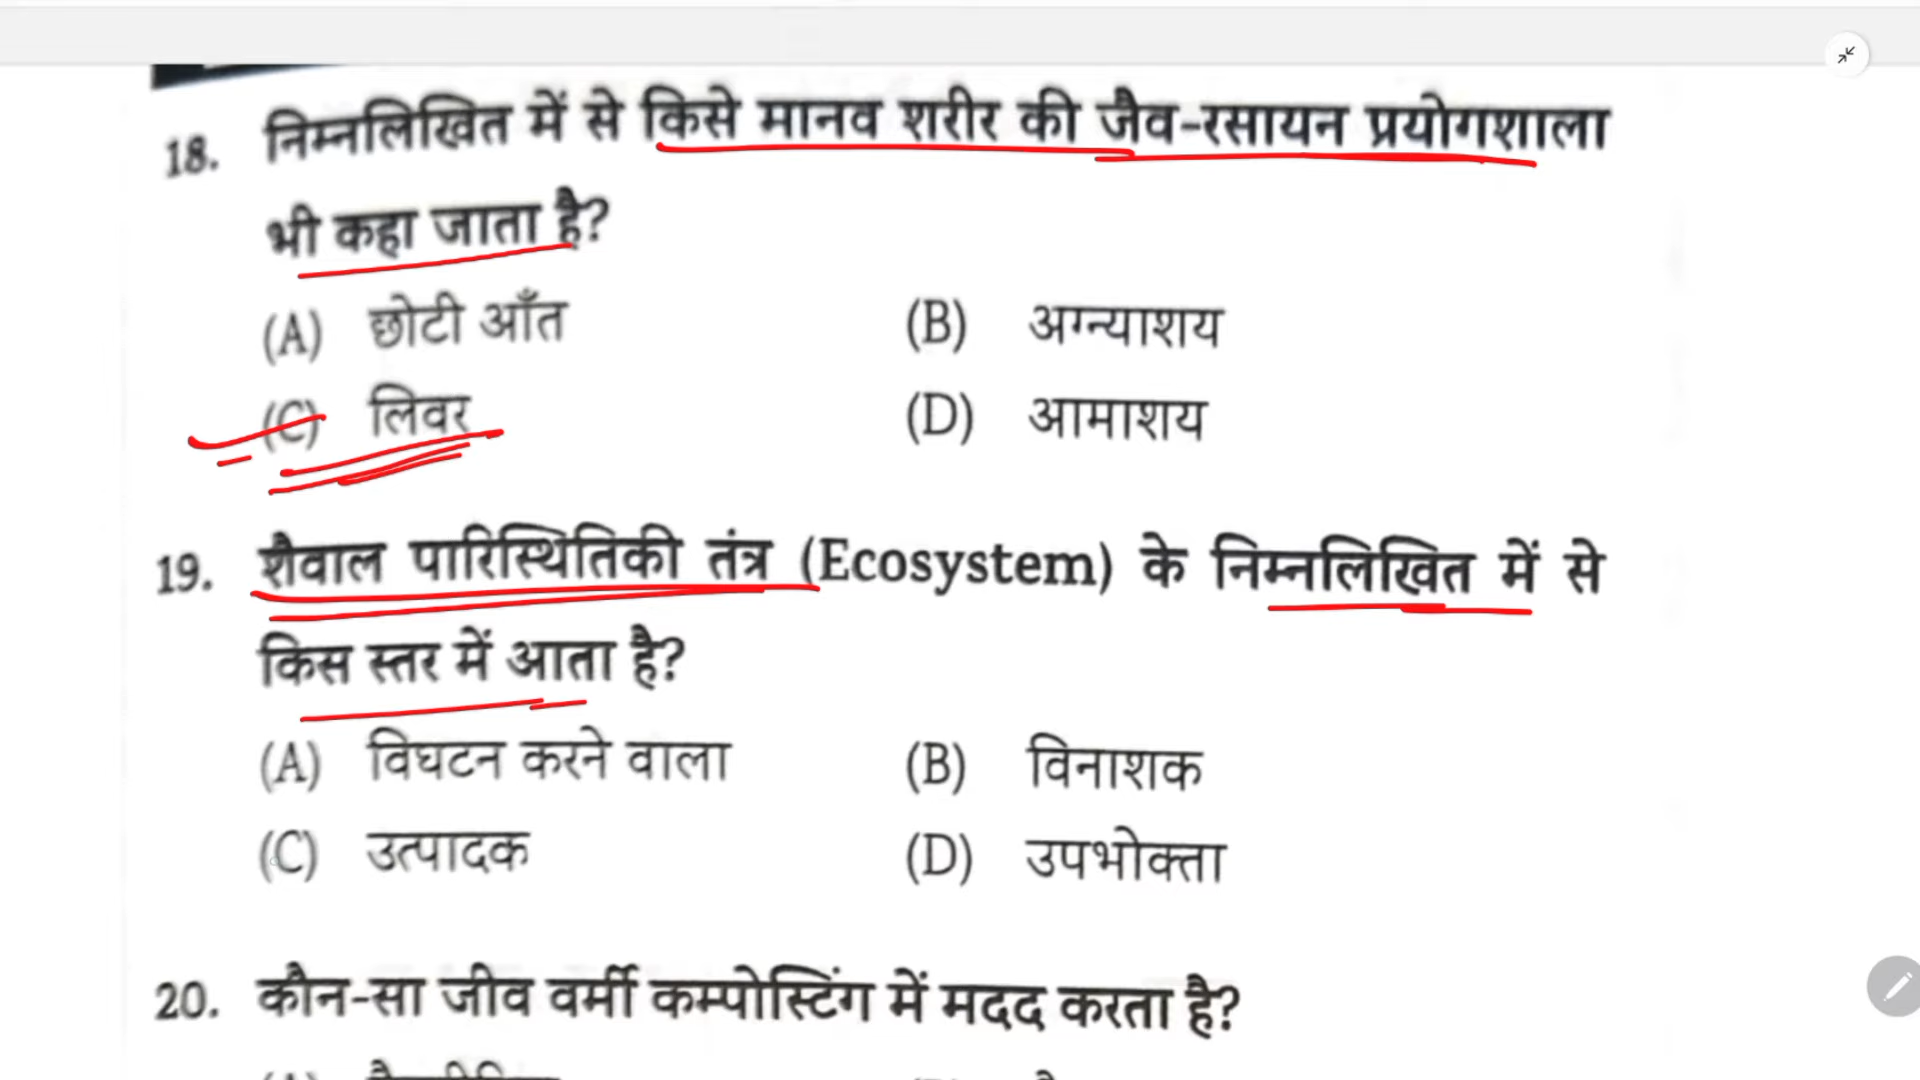 18. निम्नलिखित में से किसे मानव शरीर की जैव-रसायन प्रयोगशाला
भी कहा जाता है?
(A) छोटी आँत (B) अग्न्याशय
(C) लिवर (D) आमाशय
19. शैवाल पारिस्थितिकी तंत्र (Ecosystem) के निम्नलिखित में से
किस स्तर में आता है?
(A) विघटन करने वाला (B) विनाशक
(C) उत्पादक (D) उपभोक्ता
20. कौन-सा जीव वर्मी कम्पोस्टिंग में मदद करता है?